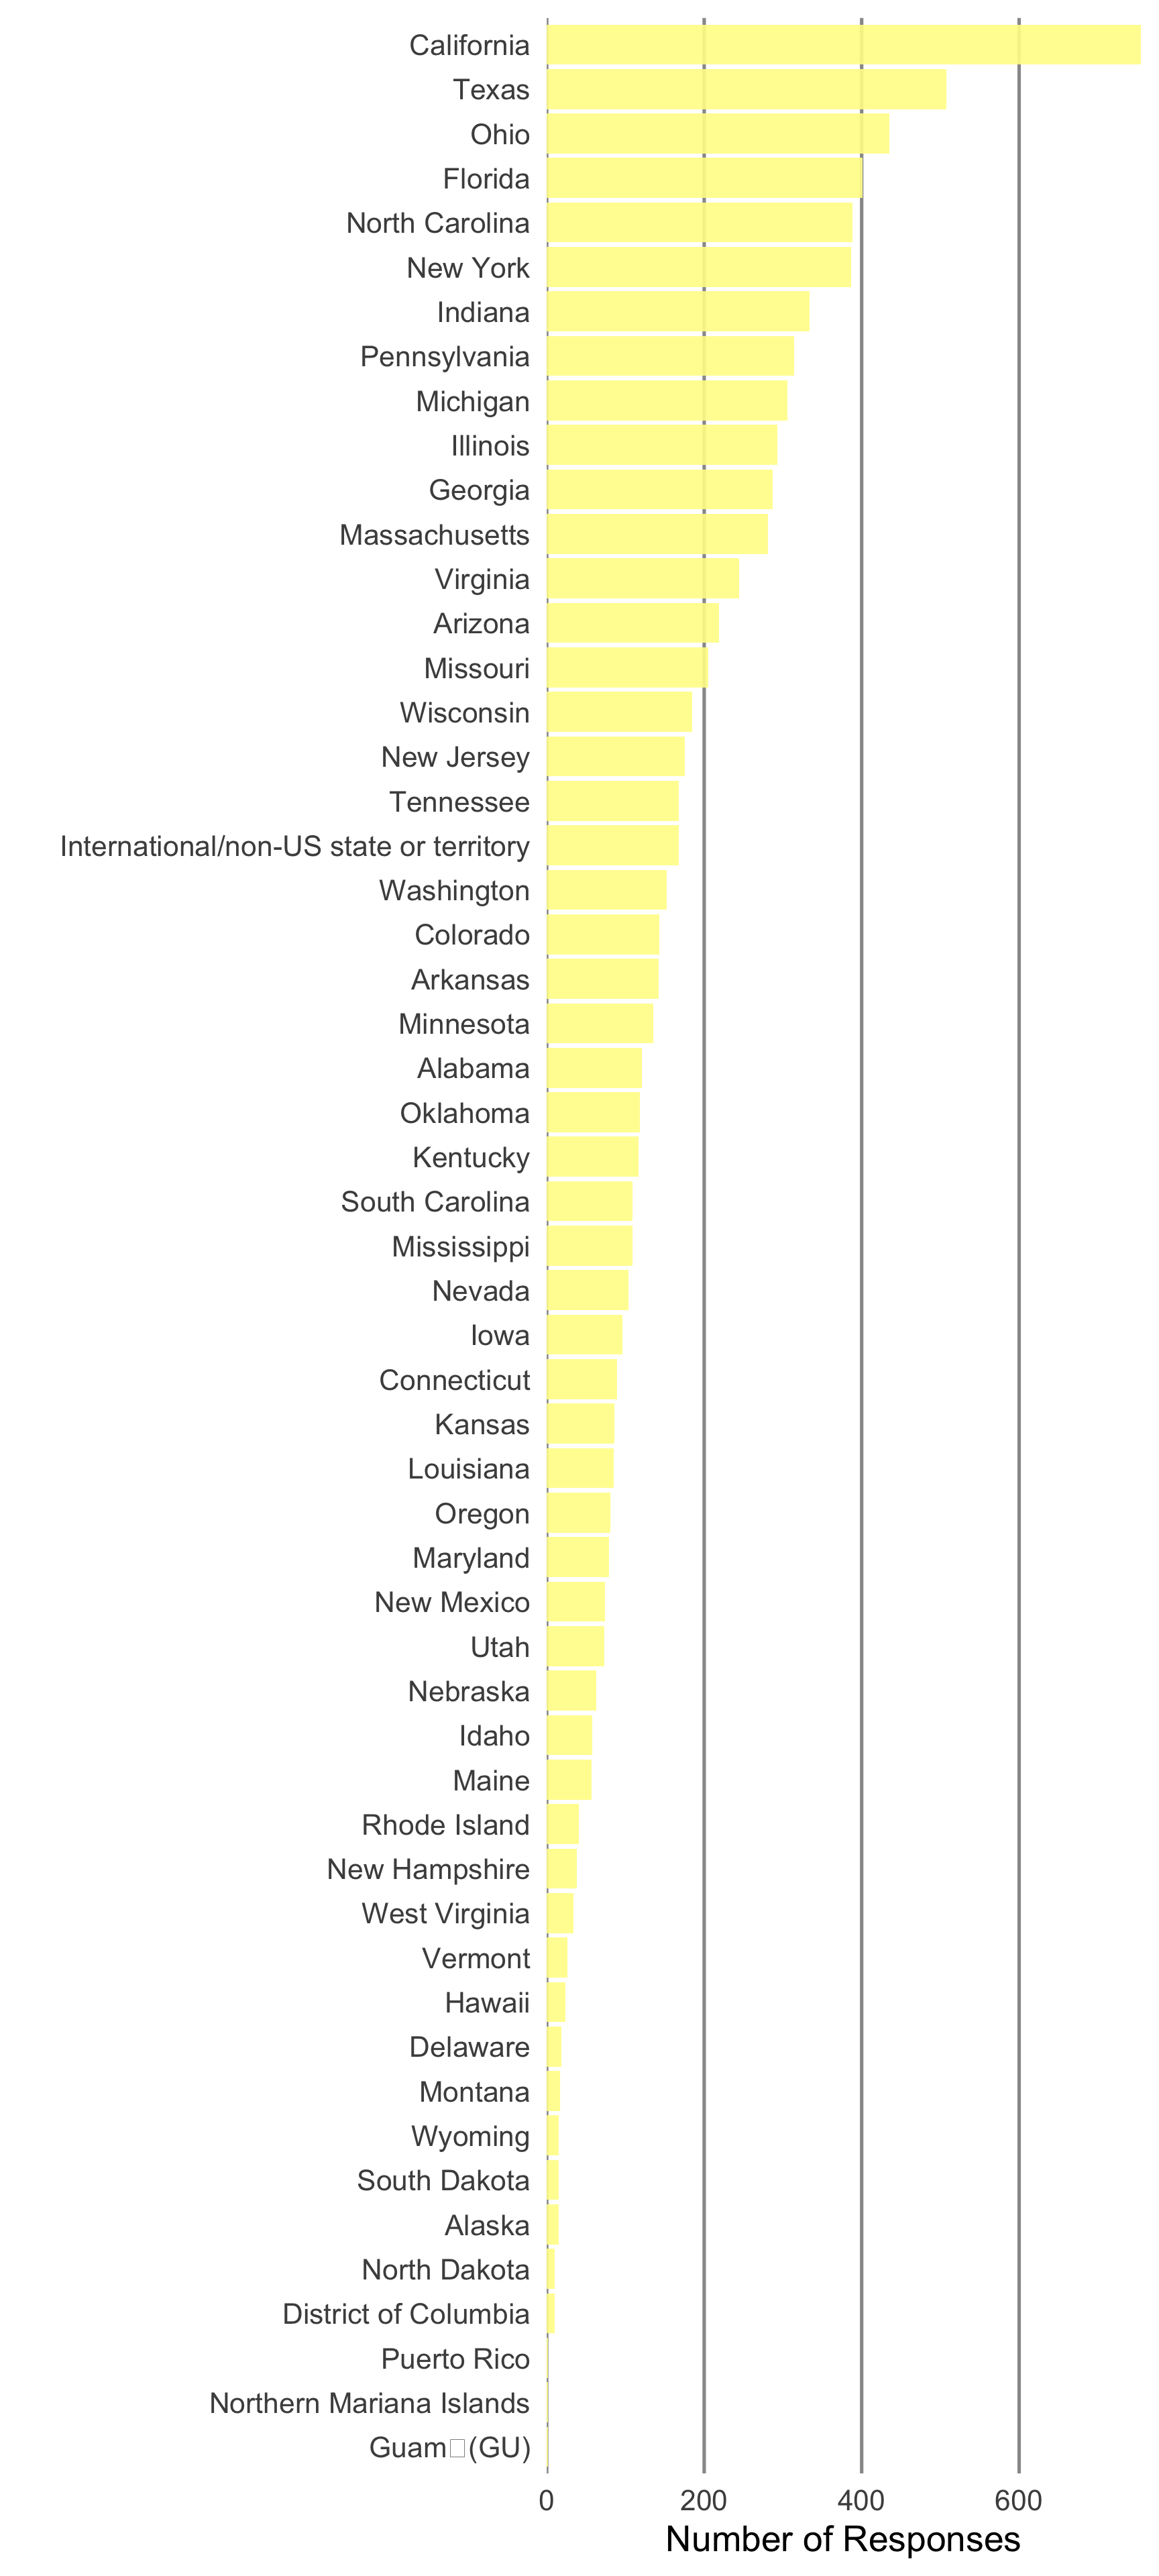 California
Texas
Ohio
Florida
North Carolina
New York
Indiana
Pennsylvania
Michigan
Illinois
Georgia
Massachusetts
Virginia
Arizona
Missouri
Wisconsin
New Jersey
Tennessee
International/non-US state or territory
Washington
Colorado
Arkansas
Minnesota
Alabama
Oklahoma
Kentucky
South Carolina
Mississippi
Nevada
Iowa
Connecticut
Kansas
Louisiana
Oregon
Maryland
New Mexico
Utah
Nebraska
Idaho
Maine
Rhode Island
New Hampshire
West Virginia
Vermont
Hawaii
Delaware
Montana
Wyoming
South Dakota
Alaska
North Dakota
District of Columbia
Puerto Rico
Northern Mariana Islands
Guam□(GU)
0 200 400 600
Number of Responses